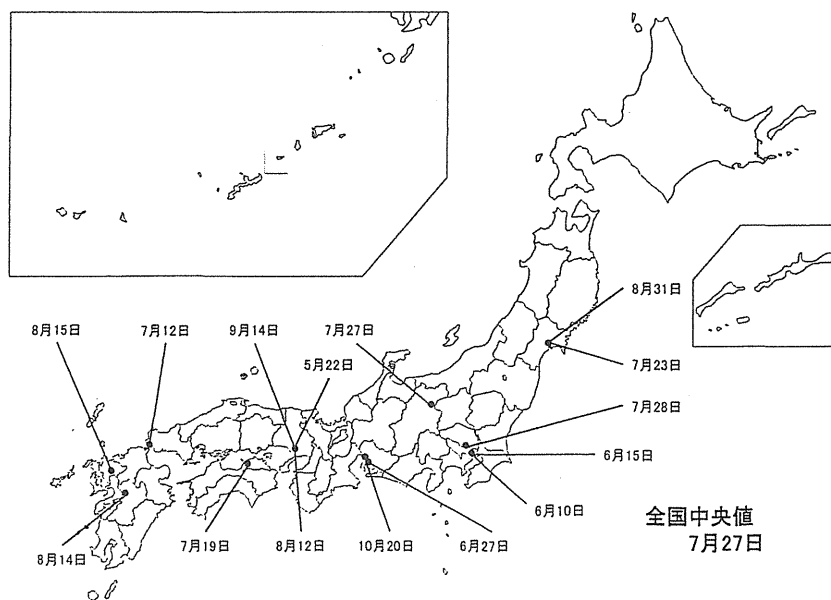 8月31日
8月15日
7月12日
9月14日
7月27日
5月22日
7月23日
7月28日
6月15日
6月10日
全国中央値
7月27日
8月14日
7月19日
8月12日
10月20日
6月27日